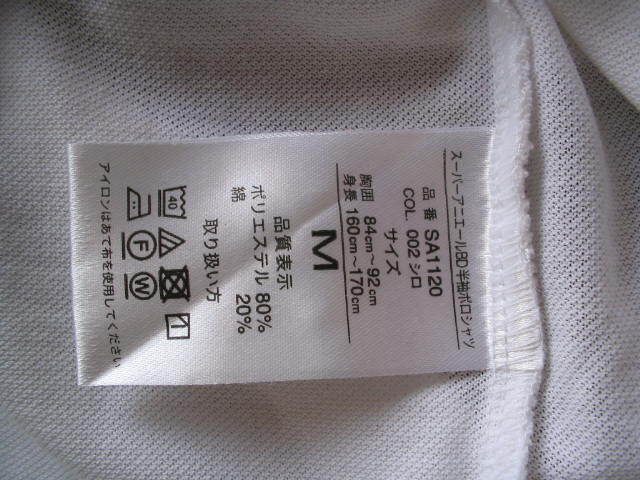 スーパーアニエールBD半袖ポロシャツ
品 番 SA1120
COL. 002 シロ
サイズ
胸囲 84cm〜92cm
身長 160cm〜170cm
M
品質表示
ポリエステル 80%
綿 20%
取り扱い方
40
F W
アイロンはあて布を使用してください